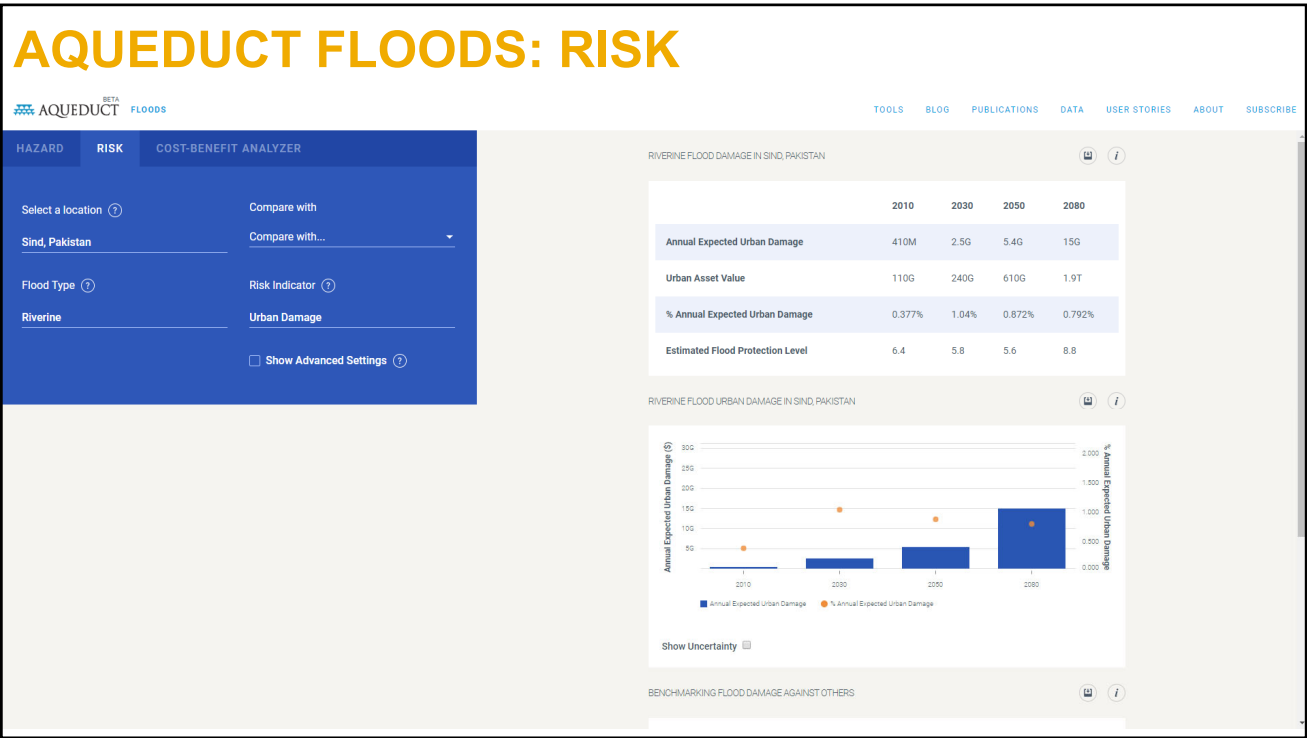 AQUEDUCT FLOODS: RISK
AQUEDUCT BETA FLOODS
TOOLS BLOG PUBLICATIONS DATA USER STORIES ABOUT SUBSCRIBE
HAZARD RISK COST-BENEFIT ANALYZER
Select a location ?
Compare with
Sind, Pakistan
Compare with...
Flood Type ?
Risk Indicator ?
Riverine
Urban Damage
Show Advanced Settings ?
RIVERINE FLOOD DAMAGE IN SIND, PAKISTAN i
2010 2030 2050 2080
Annual Expected Urban Damage 410M 2.5G 5.4G 15G
Urban Asset Value 110G 240G 610G 1.9T
% Annual Expected Urban Damage 0.377% 1.04% 0.872% 0.792%
Estimated Flood Protection Level 6.4 5.8 5.6 8.8
RIVERINE FLOOD URBAN DAMAGE IN SIND, PAKISTAN i
Annual Expected Urban Damage ($)
30G
25G
20G
15G
10G
5G
2.000
1.500
1.000
0.500
0.000
% Annual Expected Urban Damage
2010 2030 2050 2080
Annual Expected Urban Damage % Annual Expected Urban Damage
Show Uncertainty
BENCHMARKING FLOOD DAMAGE AGAINST OTHERS i